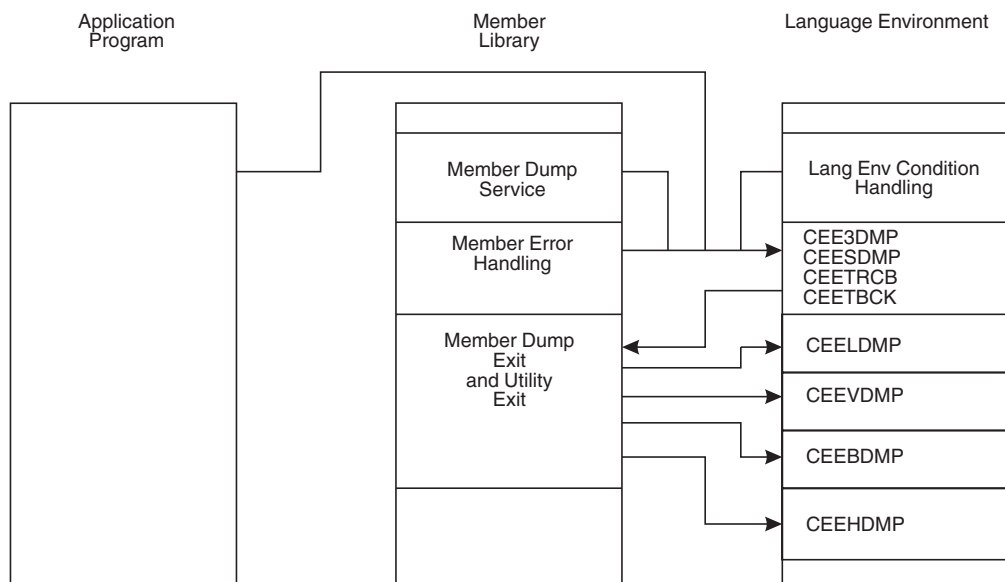 Application
Program
Member
Library
Language Environment
Member Dump
Service
Lang Env Condition
Handling
Member Error
Handling
CEE3DMP
CEESDMP
CEETRCB
CEETBCK
Member Dump
Exit
and Utility
Exit
CEELDMP
CEEVDMP
CEEBDMP
CEEHDMP